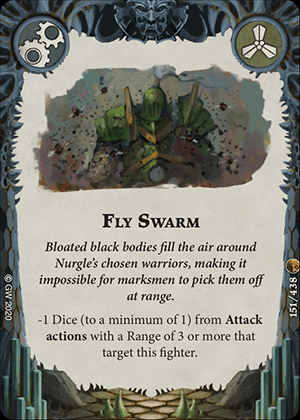 FLY SWARM
Bloated black bodies fill the air around
Nurgle's chosen warriors, making it
impossible for marksmen to pick them off
at range.
-1 Dice (to a minimum of 1) from Attack
actions with a Range of 3 or more that
target this fighter.
© GW 2020
151/438